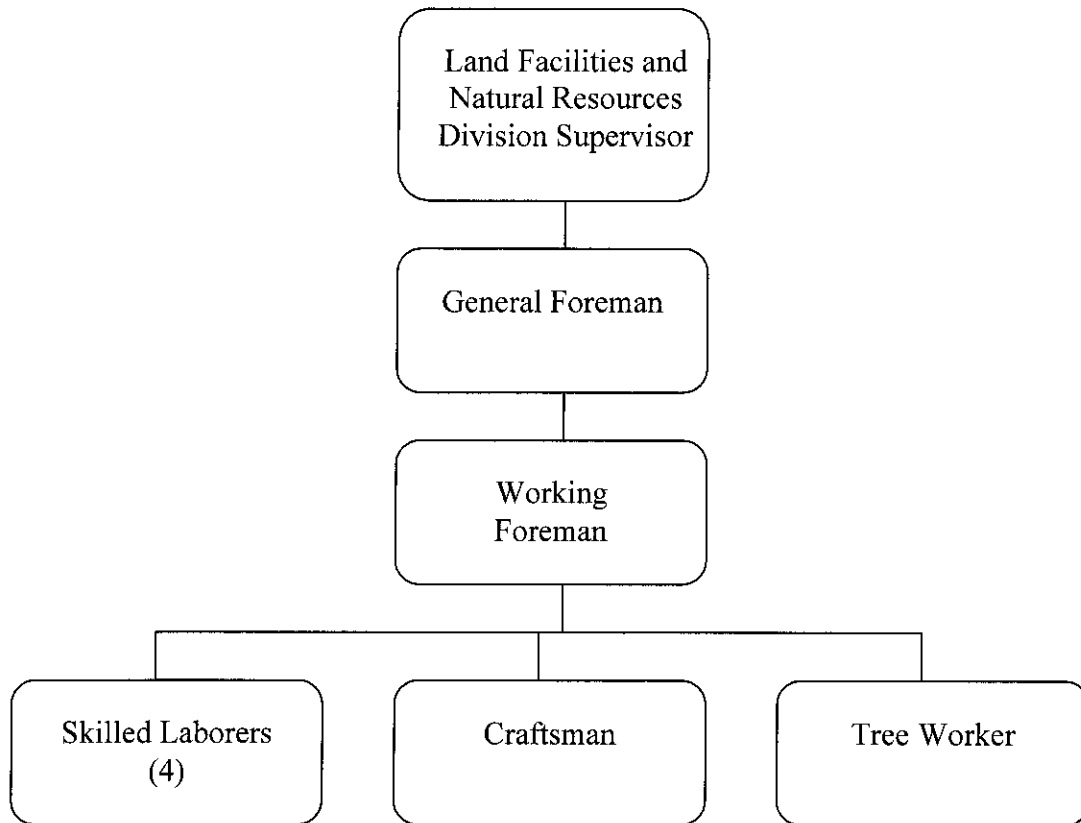 Land Facilities and
Natural Resources
Division Supervisor
General Foreman
Working
Foreman
Skilled Laborers
(4)
Craftsman
Tree Worker